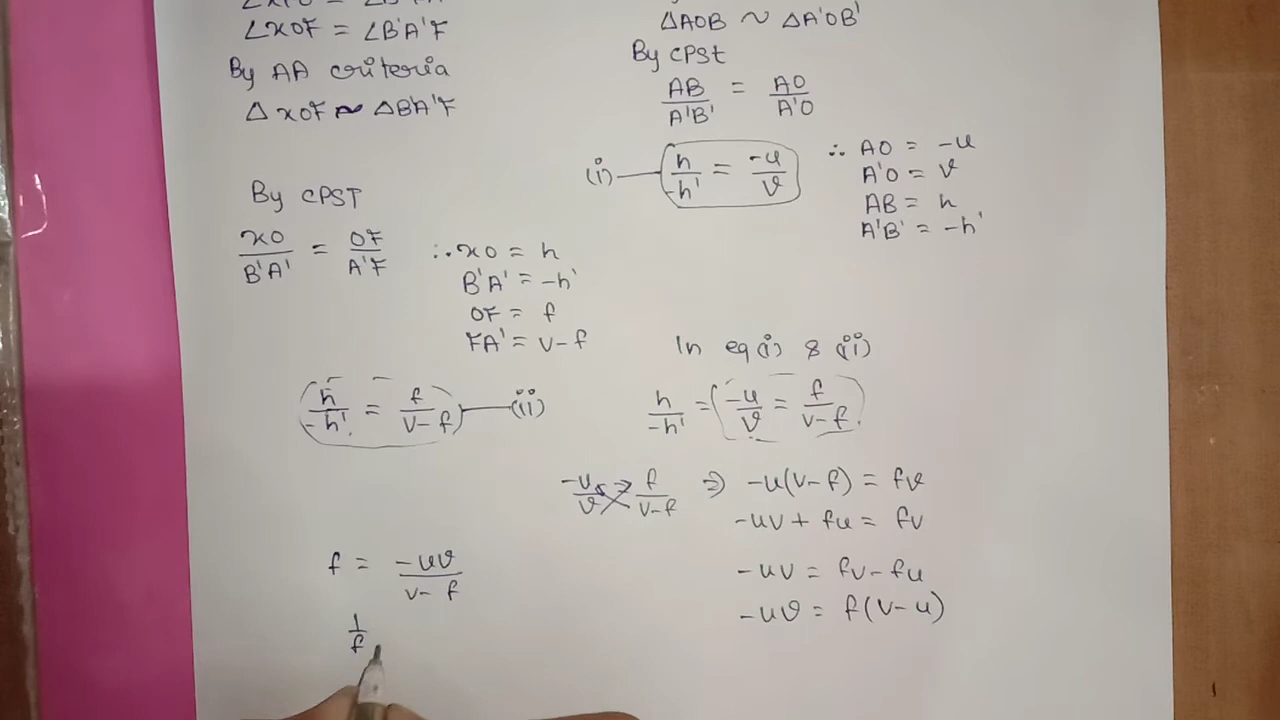 ∠XOF = ∠B'A'F
By AA criteria
Δ XOF ~ ΔB'A'F
By CPST
XO/B'A' = OF/A'F
∴ XO = h
B'A' = -h'
OF = f
FA' = v-f
h/-h' = f/v-f —(ii)
f = -uv/v-f
1/f
ΔAOB ~ ΔA'OB'
By CPST
AB/A'B' = AO/A'O
(i)— h/-h' = -u/v
∴ AO = -u
A'O = v
AB = h
A'B' = -h'
In eq(i) & (ii)
h/-h' = -u/v = f/v-f
-u/v f/v-f ⇒ -u(v-f) = fv
-uv + fu = fv
-uv = fv - fu
-uv = f(v-u)